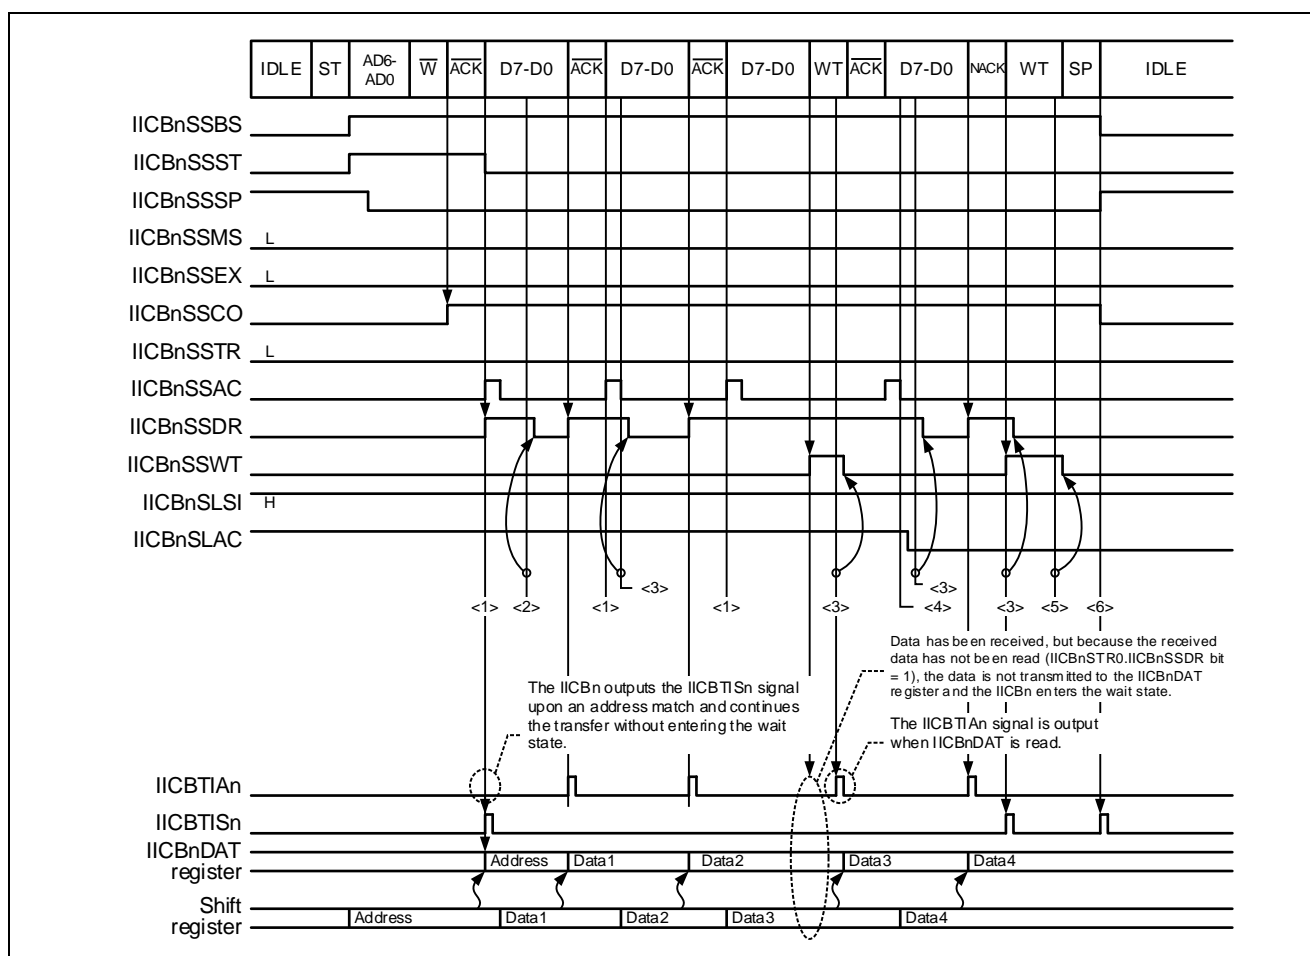 IDLE ST AD6-AD0 W ACK D7-D0 ACK D7-D0 ACK D7-D0 WT ACK D7-D0 NACK WT SP IDLE
IICBnSSBS
IICBnSSST
IICBnSSSP
IICBnSSMS L
IICBnSSEX L
IICBnSSCO
IICBnSSTR L
IICBnSSAC
IICBnSSDR
IICBnSSWT
IICBnSLSI H
IICBnSLAC
<3> <3>
<1> <2> <1> <1> <3> <4> <3> <5> <6>
Data has been received, but because the received
data has not been read (IICBnSTR0.IICBnSSDR bit
= 1), the data is not transmitted to the IICBnDAT
register and the IICBn enters the wait state.
The IICBn outputs the IICBTISn signal
upon an address match and continues
the transfer without entering the wait
state.
The IICBTIAn signal is output
when IICBnDAT is read.
IICBTIAn
IICBTISn
IICBnDAT
register Address Data1 Data2 Data3 Data4
Shift
register Address Data1 Data2 Data3 Data4